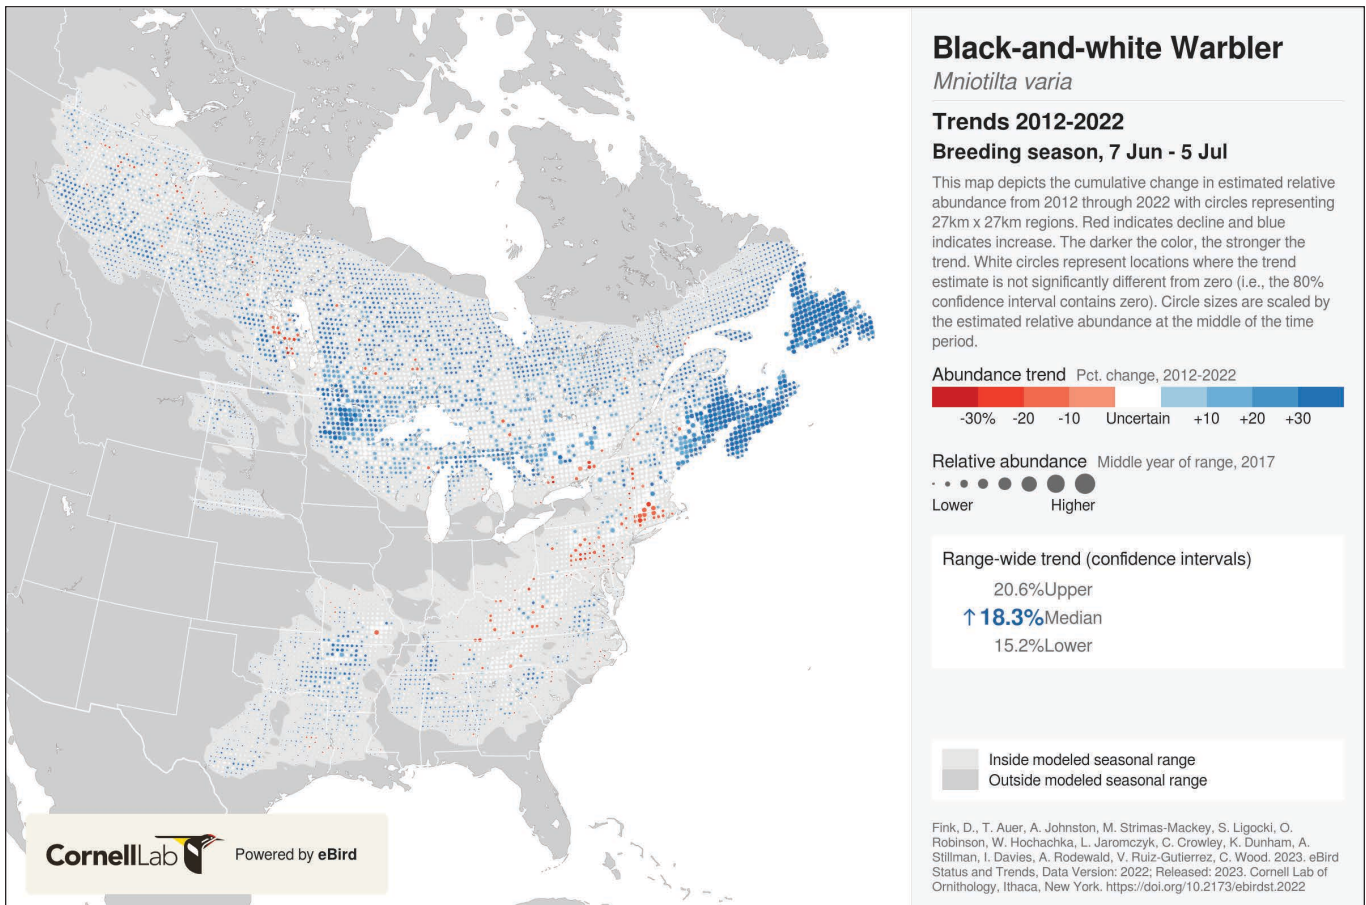 Black-and-white Warbler
Mniotilta varia
Trends 2012-2022
Breeding season, 7 Jun - 5 Jul
This map depicts the cumulative change in estimated relative
abundance from 2012 through 2022 with circles representing
27km x 27km regions. Red indicates decline and blue
indicates increase. The darker the color, the stronger the
trend. White circles represent locations where the trend
estimate is not significantly different from zero (i.e., the 80%
confidence interval contains zero). Circle sizes are scaled by
the estimated relative abundance at the middle of the time
period.
Abundance trend Pct. change, 2012-2022
-30% -20 -10 Uncertain +10 +20 +30
Relative abundance Middle year of range, 2017
Lower Higher
Range-wide trend (confidence intervals)
20.6% Upper
↑ 18.3% Median
15.2% Lower
Inside modeled seasonal range
Outside modeled seasonal range
Fink, D., T. Auer, A. Johnston, M. Strimas-Mackey, S. Ligocki, O.
Robinson, W. Hochachka, L. Jaromczyk, C. Crowley, K. Dunham, A.
Stillman, I. Davies, A. Rodewald, V. Ruiz-Gutierrez, C. Wood. 2023. eBird
Status and Trends, Data Version: 2022; Released: 2023. Cornell Lab of
Ornithology, Ithaca, New York. https://doi.org/10.2173/ebirdst.2022
CornellLab Powered by eBird